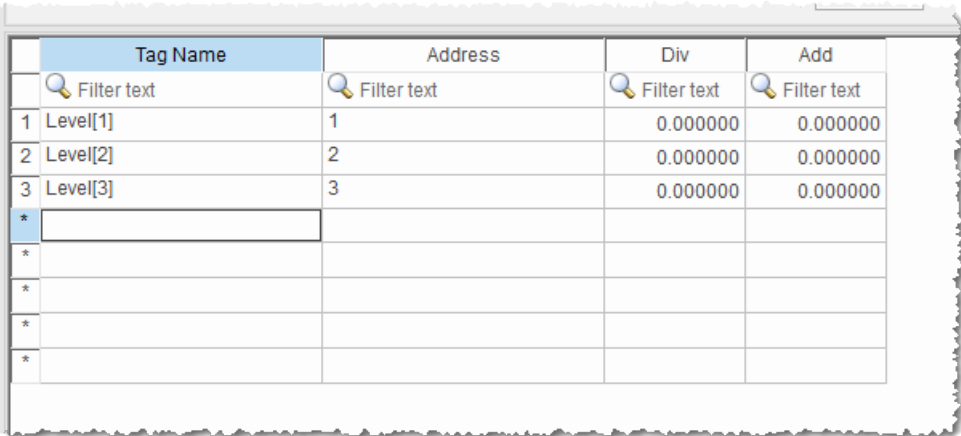 Tag Name Address Div Add
Filter text Filter text Filter text Filter text
1 Level[1] 1 0.000000 0.000000
2 Level[2] 2 0.000000 0.000000
3 Level[3] 3 0.000000 0.000000
*
*
*
*
*